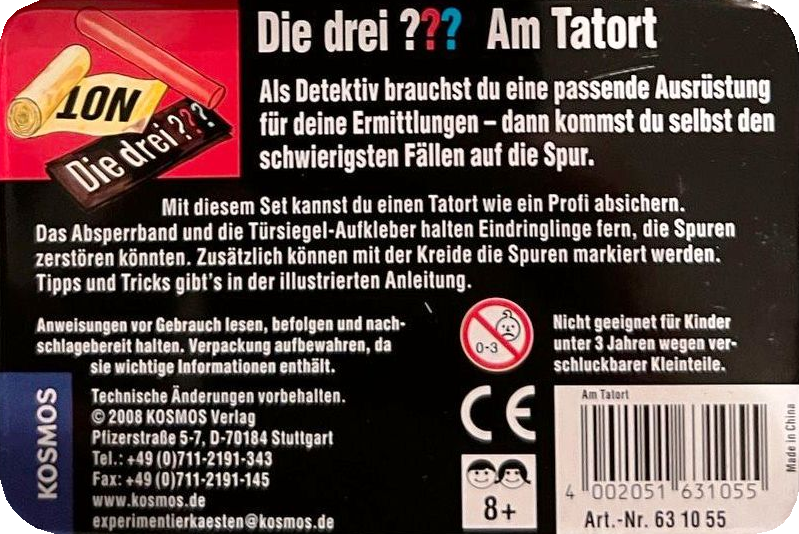 Die drei ??? Am Tatort
NOT
Die drei ???
Als Detektiv brauchst du eine passende Ausrüstung
für deine Ermittlungen – dann kommst du selbst den
schwierigsten Fällen auf die Spur.
Mit diesem Set kannst du einen Tatort wie ein Profi absichern.
Das Absperrband und die Türsiegel-Aufkleber halten Eindringlinge fern, die Spuren
zerstören könnten. Zusätzlich können mit der Kreide die Spuren markiert werden.
Tipps und Tricks gibt's in der illustrierten Anleitung.
Anweisungen vor Gebrauch lesen, befolgen und nach-
schlagebereit halten. Verpackung aufbewahren, da
sie wichtige Informationen enthält.
0-3
Nicht geeignet für Kinder
unter 3 Jahren wegen ver-
schluckbarer Kleinteile.
KOSMOS
Technische Änderungen vorbehalten.
© 2008 KOSMOS Verlag
Pfizerstraße 5-7, D-70184 Stuttgart
Tel.: +49 (0)711-2191-343
Fax: +49 (0)711-2191-145
www.kosmos.de
experimentierkaesten@kosmos.de
CE
8+
Am Tatort
4 002051 631055
Art.-Nr. 63 10 55
Made in China